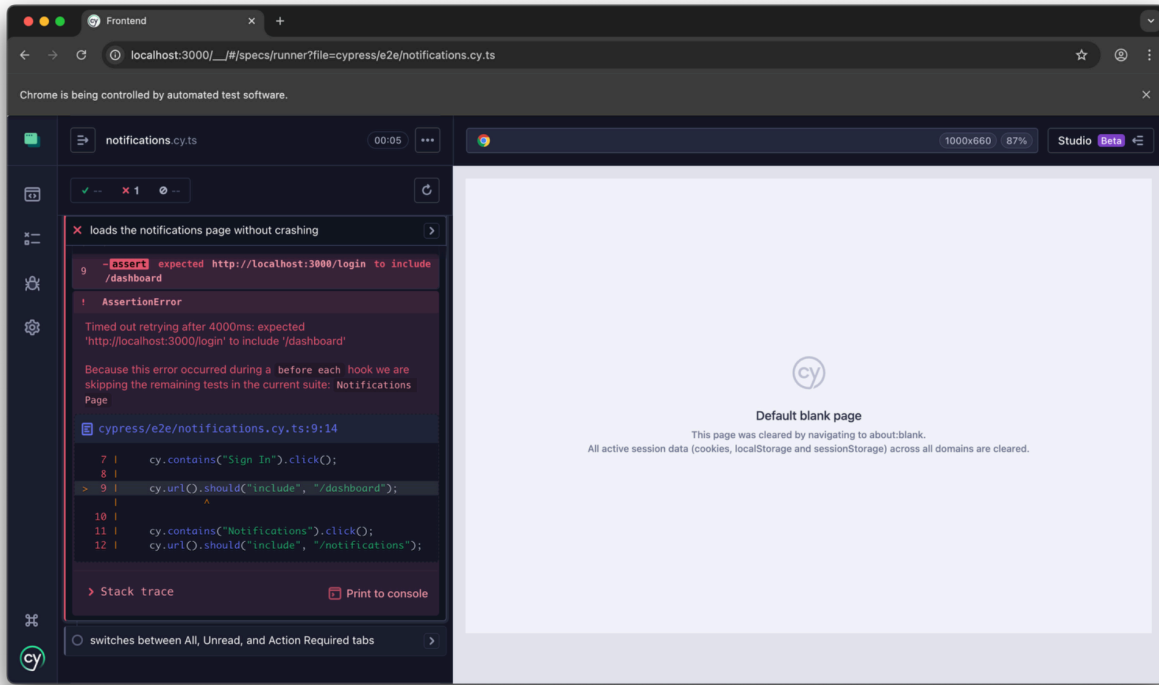 Frontend
localhost:3000/__/#/specs/runner?file=cypress/e2e/notifications.cy.ts
Chrome is being controlled by automated test software.
notifications.cy.ts
00:05
1000x660
87%
Studio Beta
-- 1 --
loads the notifications page without crashing
9 -assert expected http://localhost:3000/login to include
/dashboard
! AssertionError
Timed out retrying after 4000ms: expected
'http://localhost:3000/login' to include '/dashboard'
Because this error occurred during a before each hook we are
skipping the remaining tests in the current suite: Notifications
Page
cypress/e2e/notifications.cy.ts:9:14
7 | cy.contains("Sign In").click();
8 |
> 9 | cy.url().should("include", "/dashboard");
| ^
10 |
11 | cy.contains("Notifications").click();
12 | cy.url().should("include", "/notifications");
> Stack trace
Print to console
switches between All, Unread, and Action Required tabs
cy
cy
Default blank page
This page was cleared by navigating to about:blank.
All active session data (cookies, localStorage and sessionStorage) across all domains are cleared.